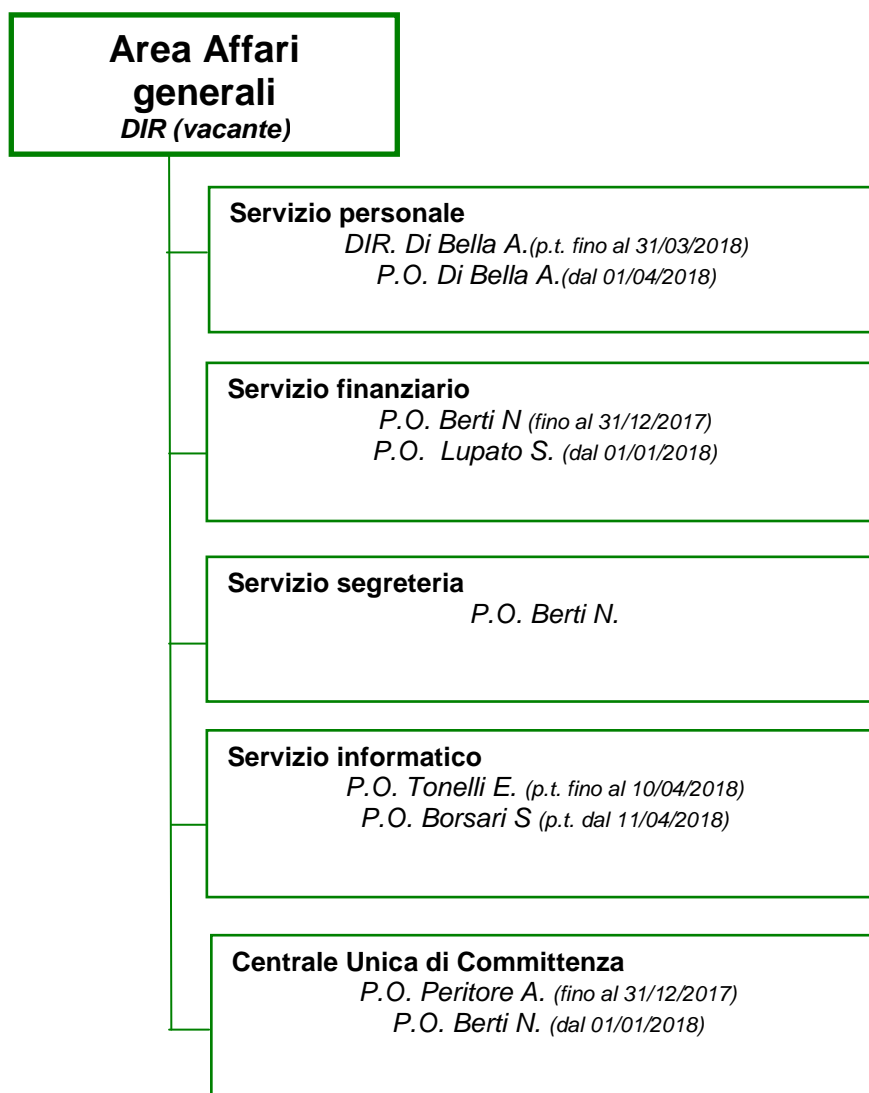 Area Affari
generali
DIR (vacante)
Servizio personale
DIR. Di Bella A.(p.t. fino al 31/03/2018)
P.O. Di Bella A.(dal 01/04/2018)
Servizio finanziario
P.O. Berti N (fino al 31/12/2017)
P.O. Lupato S. (dal 01/01/2018)
Servizio segreteria
P.O. Berti N.
Servizio informatico
P.O. Tonelli E. (p.t. fino al 10/04/2018)
P.O. Borsari S (p.t. dal 11/04/2018)
Centrale Unica di Committenza
P.O. Peritore A. (fino al 31/12/2017)
P.O. Berti N. (dal 01/01/2018)